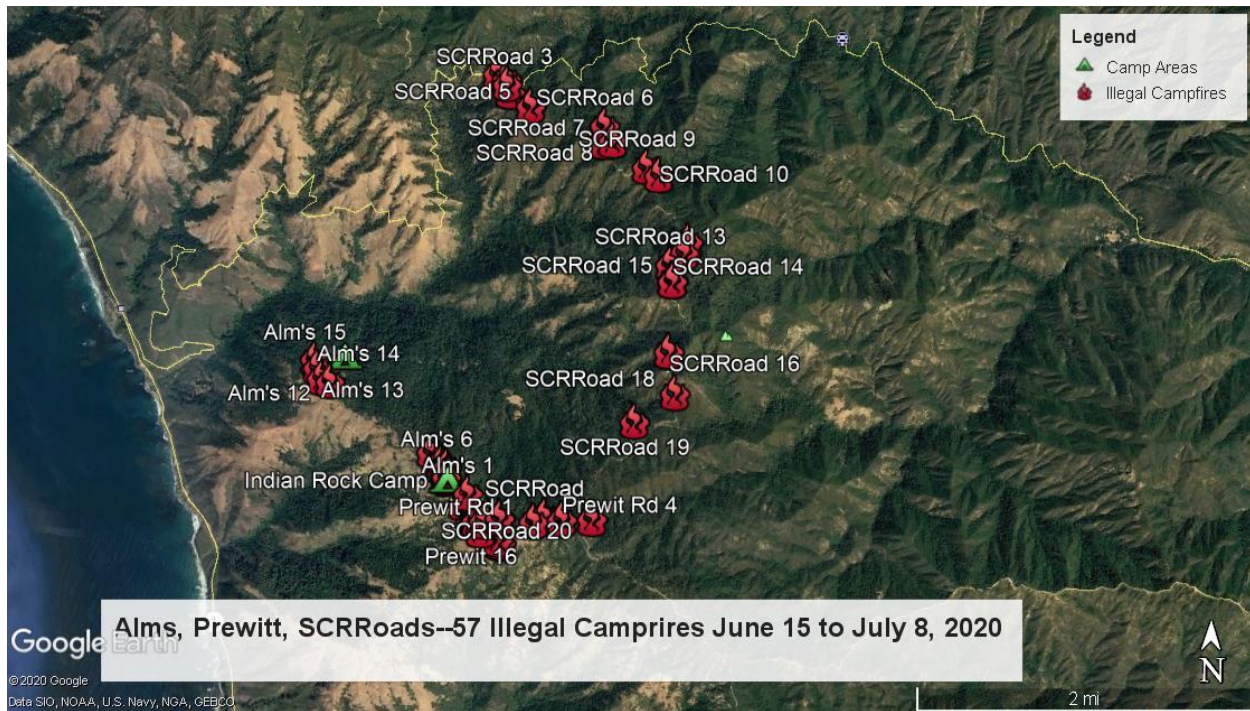 Legend
Camp Areas
Illegal Campfires
SCRRoad 3
SCRRoad 5
SCRRoad 6
SCRRoad 7
SCRRoad 9
SCRRoad 8
SCRRoad 10
SCRRoad 13
SCRRoad 15
SCRRoad 14
Alm's 15
Alm's 14
SCRRoad 16
SCRRoad 18
Alm's 12
Alm's 13
Alm's 6
SCRRoad 19
Alm's 1
Indian Rock Camp
SCRRoad
Prewit Rd 1
Prewit Rd 4
SCRRoad 20
Prewit 16
Alms, Prewitt, SCRRoads--57 Illegal Camprires June 15 to July 8, 2020
Google Earth
©2020 Google
Data SIO, NOAA, U.S. Navy, NGA, GEBCO
N
2 mi